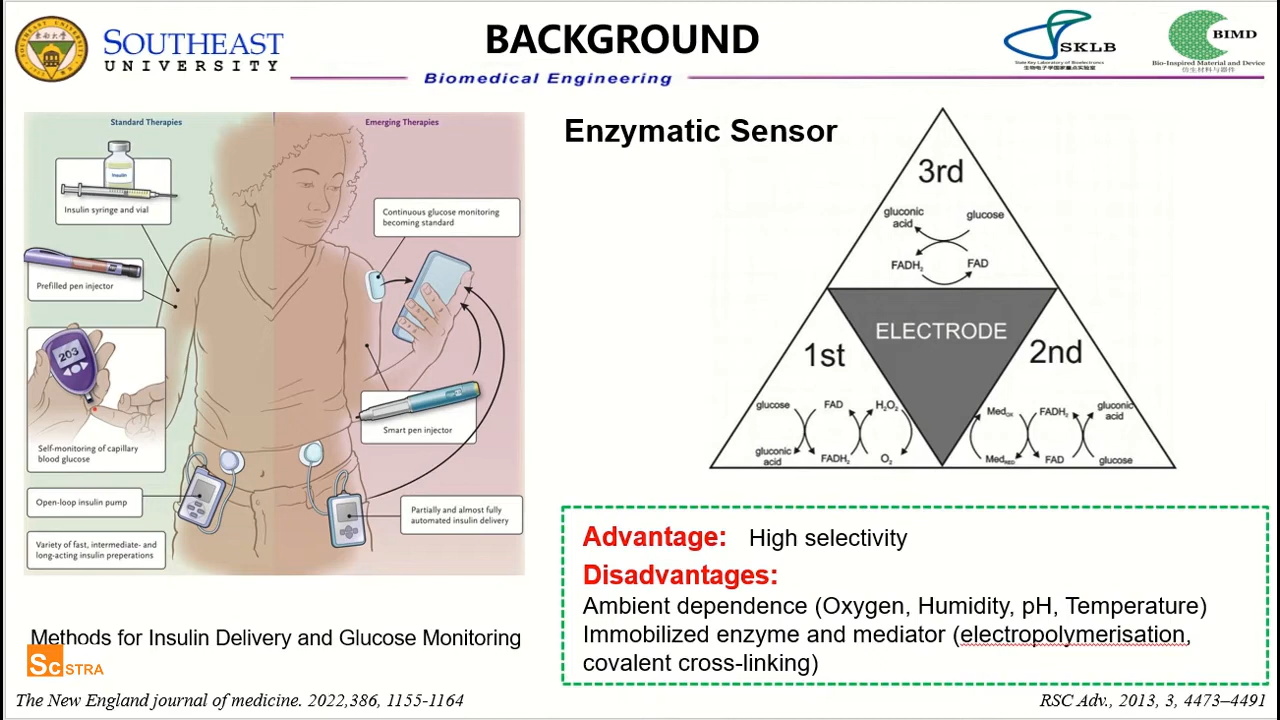 SOUTHEAST
UNIVERSITY
BACKGROUND
Biomedical Engineering
SKLB
State Key Laboratory of Bioelectronics
生物电子学国家重点实验室
BIMD
Bio-Inspired Material and Device
仿生材料与器件
Standard Therapies
Emerging Therapies
Insulin
Insulin syringe and vial
Prefilled pen injector
203
Self-monitoring of capillary
blood glucose
Open-loop insulin pump
Variety of fast, intermediate- and
long-acting insulin preperations
Continuous glucose monitoring
becoming standard
Smart pen injector
Partially and almost fully
automated insulin delivery
Methods for Insulin Delivery and Glucose Monitoring
Sc STRA
The New England journal of medicine. 2022,386, 1155-1164
Enzymatic Sensor
3rd
gluconic
acid
glucose
FADH₂
FAD
ELECTRODE
1st
glucose
FAD
H₂O₂
gluconic
acid
FADH₂
O₂
2nd
Medox
FADH₂
gluconic
acid
MedRED
FAD
glucose
Advantage: High selectivity
Disadvantages:
Ambient dependence (Oxygen, Humidity, pH, Temperature)
Immobilized enzyme and mediator (electropolymerisation,
covalent cross-linking)
RSC Adv., 2013, 3, 4473–4491